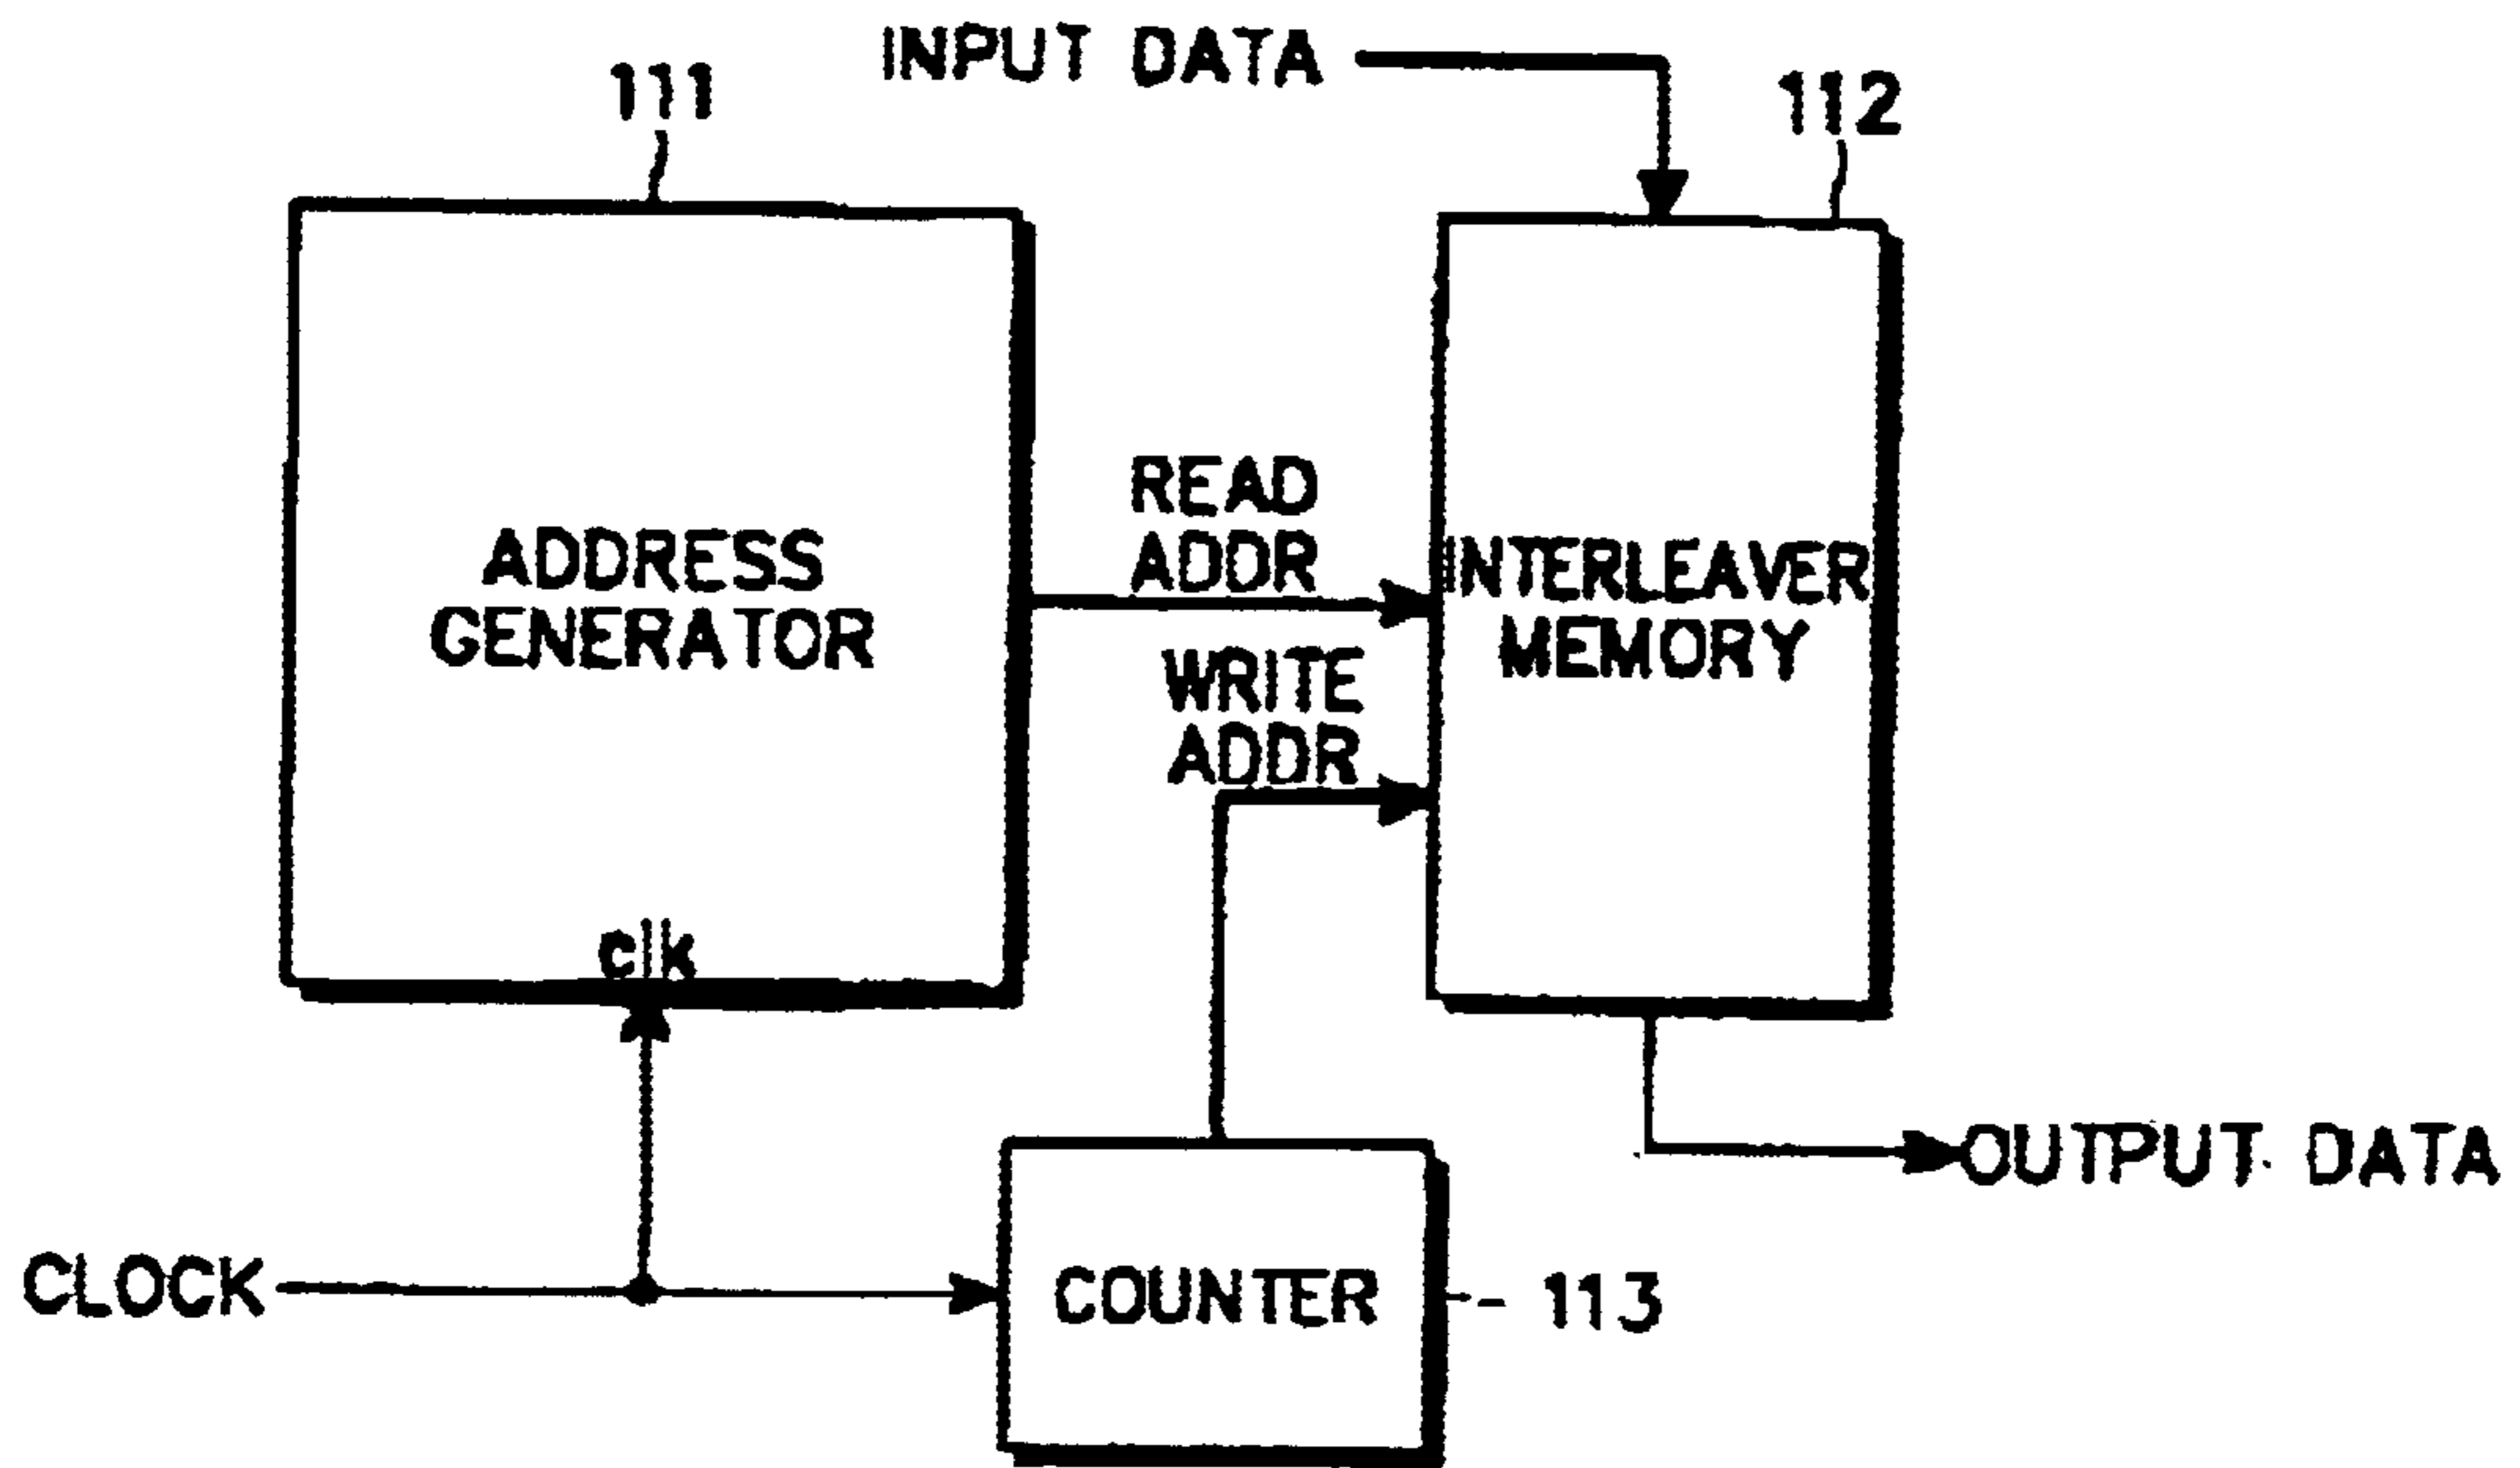 INPUT DATA
111
112
READ
ADDR
ADDRESS
GENERATOR
INTERLEAVER
MEMORY
WRITE
ADDR
clk
OUTPUT DATA
CLOCK
COUNTER
113